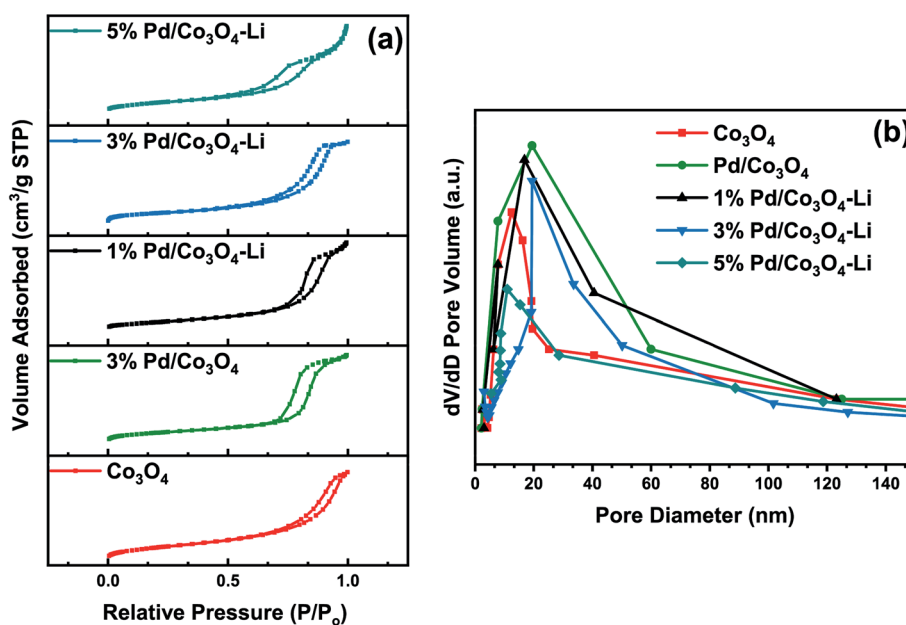 (a)
5% Pd/Co₃O₄-Li
3% Pd/Co₃O₄-Li
1% Pd/Co₃O₄-Li
3% Pd/Co₃O₄
Co₃O₄
Volume Adsorbed (cm³/g STP)
0.0 0.5 1.0
Relative Pressure (P/Pₒ)
(b)
Co₃O₄
Pd/Co₃O₄
1% Pd/Co₃O₄-Li
3% Pd/Co₃O₄-Li
5% Pd/Co₃O₄-Li
dV/dD Pore Volume (a.u.)
0 20 40 60 80 100 120 140
Pore Diameter (nm)